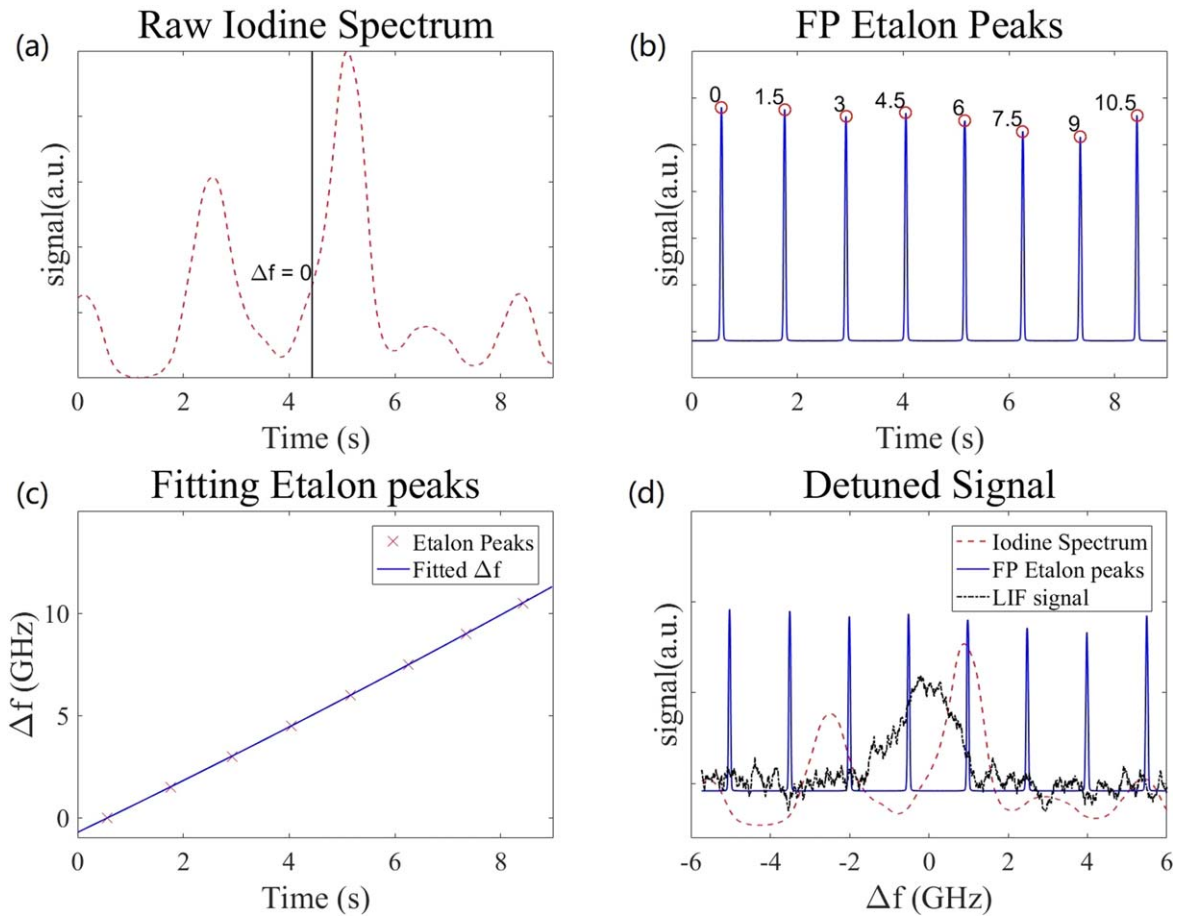 (a)
Raw Iodine Spectrum
signal(a.u.)
Δf = 0
0 2 4 6 8
Time (s)
(b)
FP Etalon Peaks
signal(a.u.)
0 1.5 3 4.5 6 7.5 9 10.5
0 2 4 6 8
Time (s)
(c)
Fitting Etalon peaks
Δf (GHz)
10
5
0
Etalon Peaks
Fitted Δf
0 2 4 6 8
Time (s)
(d)
Detuned Signal
signal(a.u.)
Iodine Spectrum
FP Etalon peaks
LIF signal
-6 -4 -2 0 2 4 6
Δf (GHz)